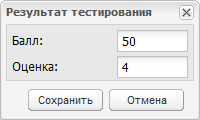 Результат тестирования
Балл: 50
Оценка: 4
Сохранить Отмена